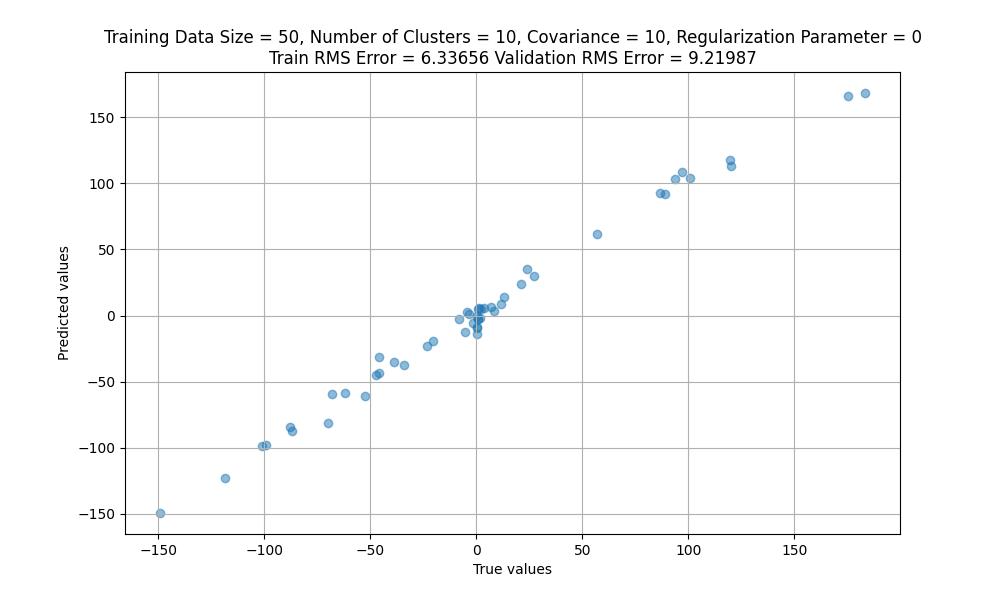 Training Data Size = 50, Number of Clusters = 10, Covariance = 10, Regularization Parameter = 0
Train RMS Error = 6.33656 Validation RMS Error = 9.21987
Predicted values
150
100
50
0
−50
−100
−150
−150 −100 −50 0 50 100 150
True values